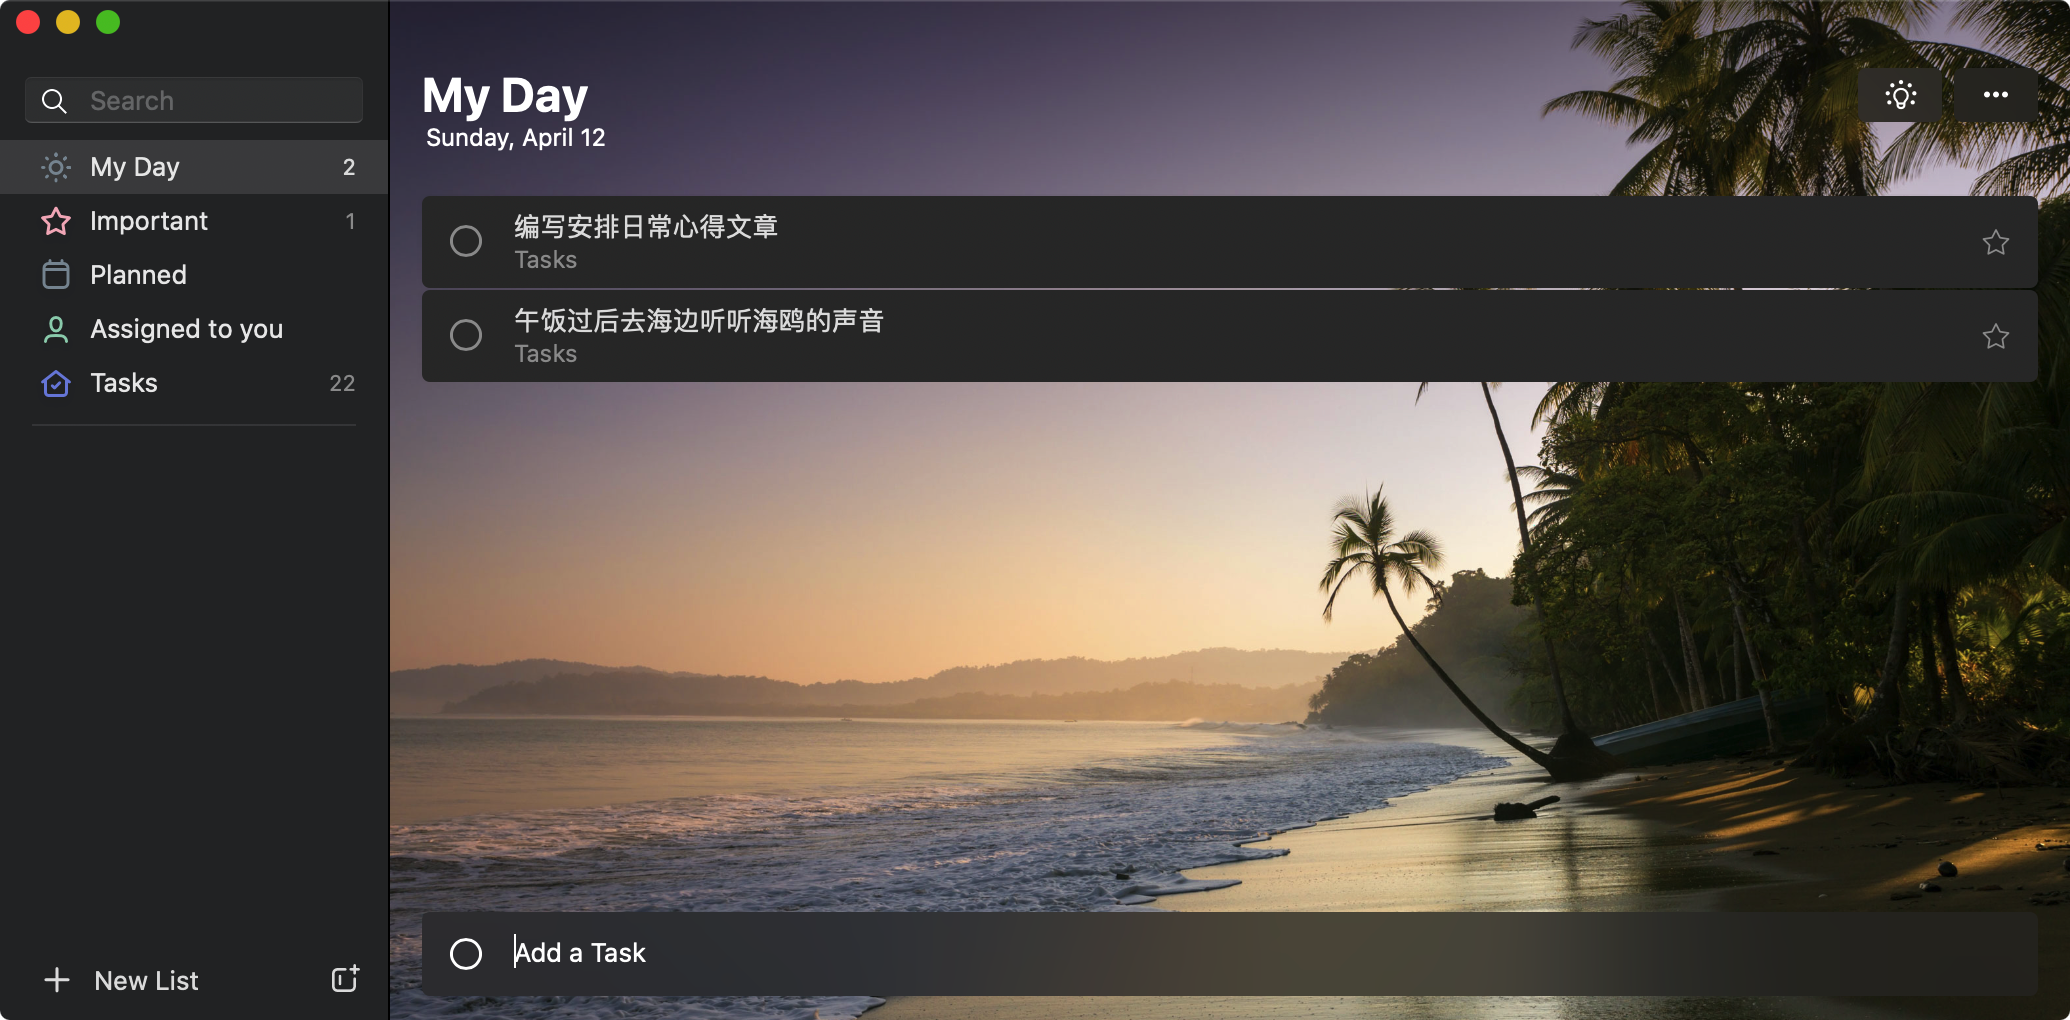 Search
My Day 2
Important 1
Planned
Assigned to you
Tasks 22
New List
My Day
Sunday, April 12
编写安排日常心得文章
Tasks
午饭过后去海边听听海鸥的声音
Tasks
Add a Task